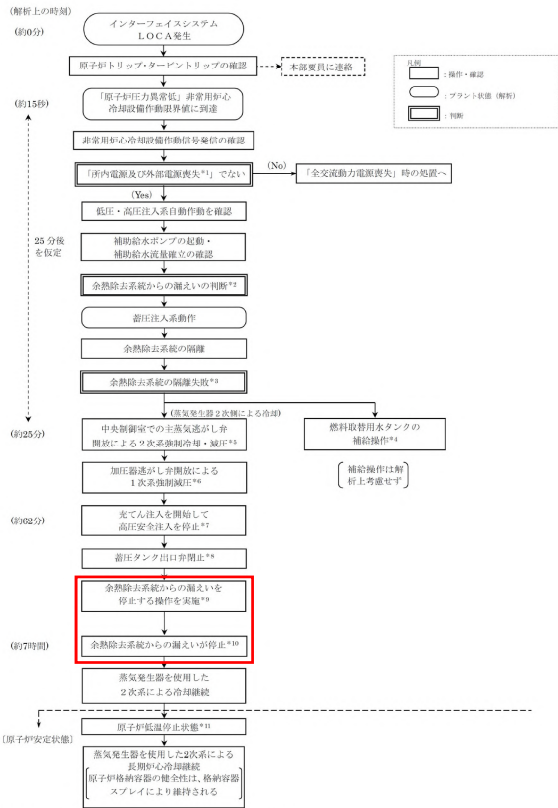 (解析上の時刻)
(約0分)
インターフェイスシステム
LOCA発生
原子炉トリップ・タービントリップの確認
本部要員に連絡
凡例
：操作・確認
：プラント状態（解析）
：判断
(約15秒)
「原子炉圧力異常低」非常用炉心
冷却設備作動限界値に到達
非常用炉心冷却設備作動信号発信の確認
「所内電源及び外部電源喪失*1」でない
(No)
「全交流動力電源喪失」時の処置へ
(Yes)
低圧・高圧注入系自動作動を確認
25分後
を仮定
補助給水ポンプの起動・
補助給水流量確立の確認
余熱除去系統からの漏えいの判断*2
蓄圧注入系動作
余熱除去系統の隔離
余熱除去系統の隔離失敗*3
(蒸気発生器2次側による冷却)
(約25分)
中央制御室での主蒸気逃がし弁
開放による2次系強制冷却・減圧*5
燃料取替用水タンクの
補給操作*4
補給操作は解
析上考慮せず
加圧器逃がし弁開放による
1次系強制減圧*6
(約62分)
充てん注入を開始して
高圧安全注入を停止*7
蓄圧タンク出口弁閉止*8
余熱除去系統からの漏えいを
停止する操作を実施*9
(約7時間)
余熱除去系統からの漏えいが停止*10
蒸気発生器を使用した
2次系による冷却継続
[原子炉安定状態]
原子炉低温停止状態*11
蒸気発生器を使用した2次系による
長期炉心冷却継続
原子炉格納容器の健全性は、格納容器
スプレイにより維持される